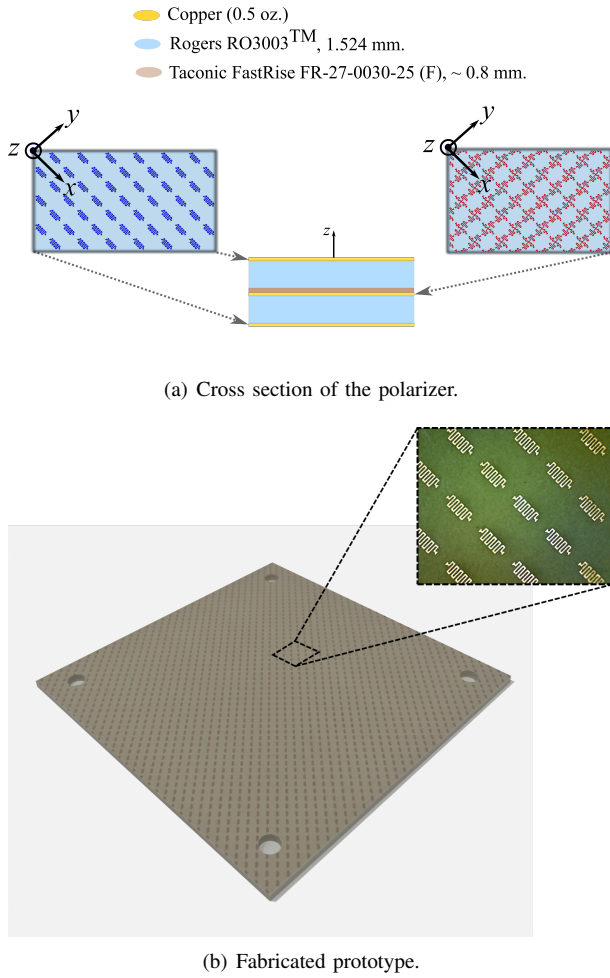 Copper (0.5 oz.)
Rogers RO3003™, 1.524 mm.
Taconic FastRise FR-27-0030-25 (F), ~ 0.8 mm.
y
z
x
y
z
x
z
(a) Cross section of the polarizer.
(b) Fabricated prototype.